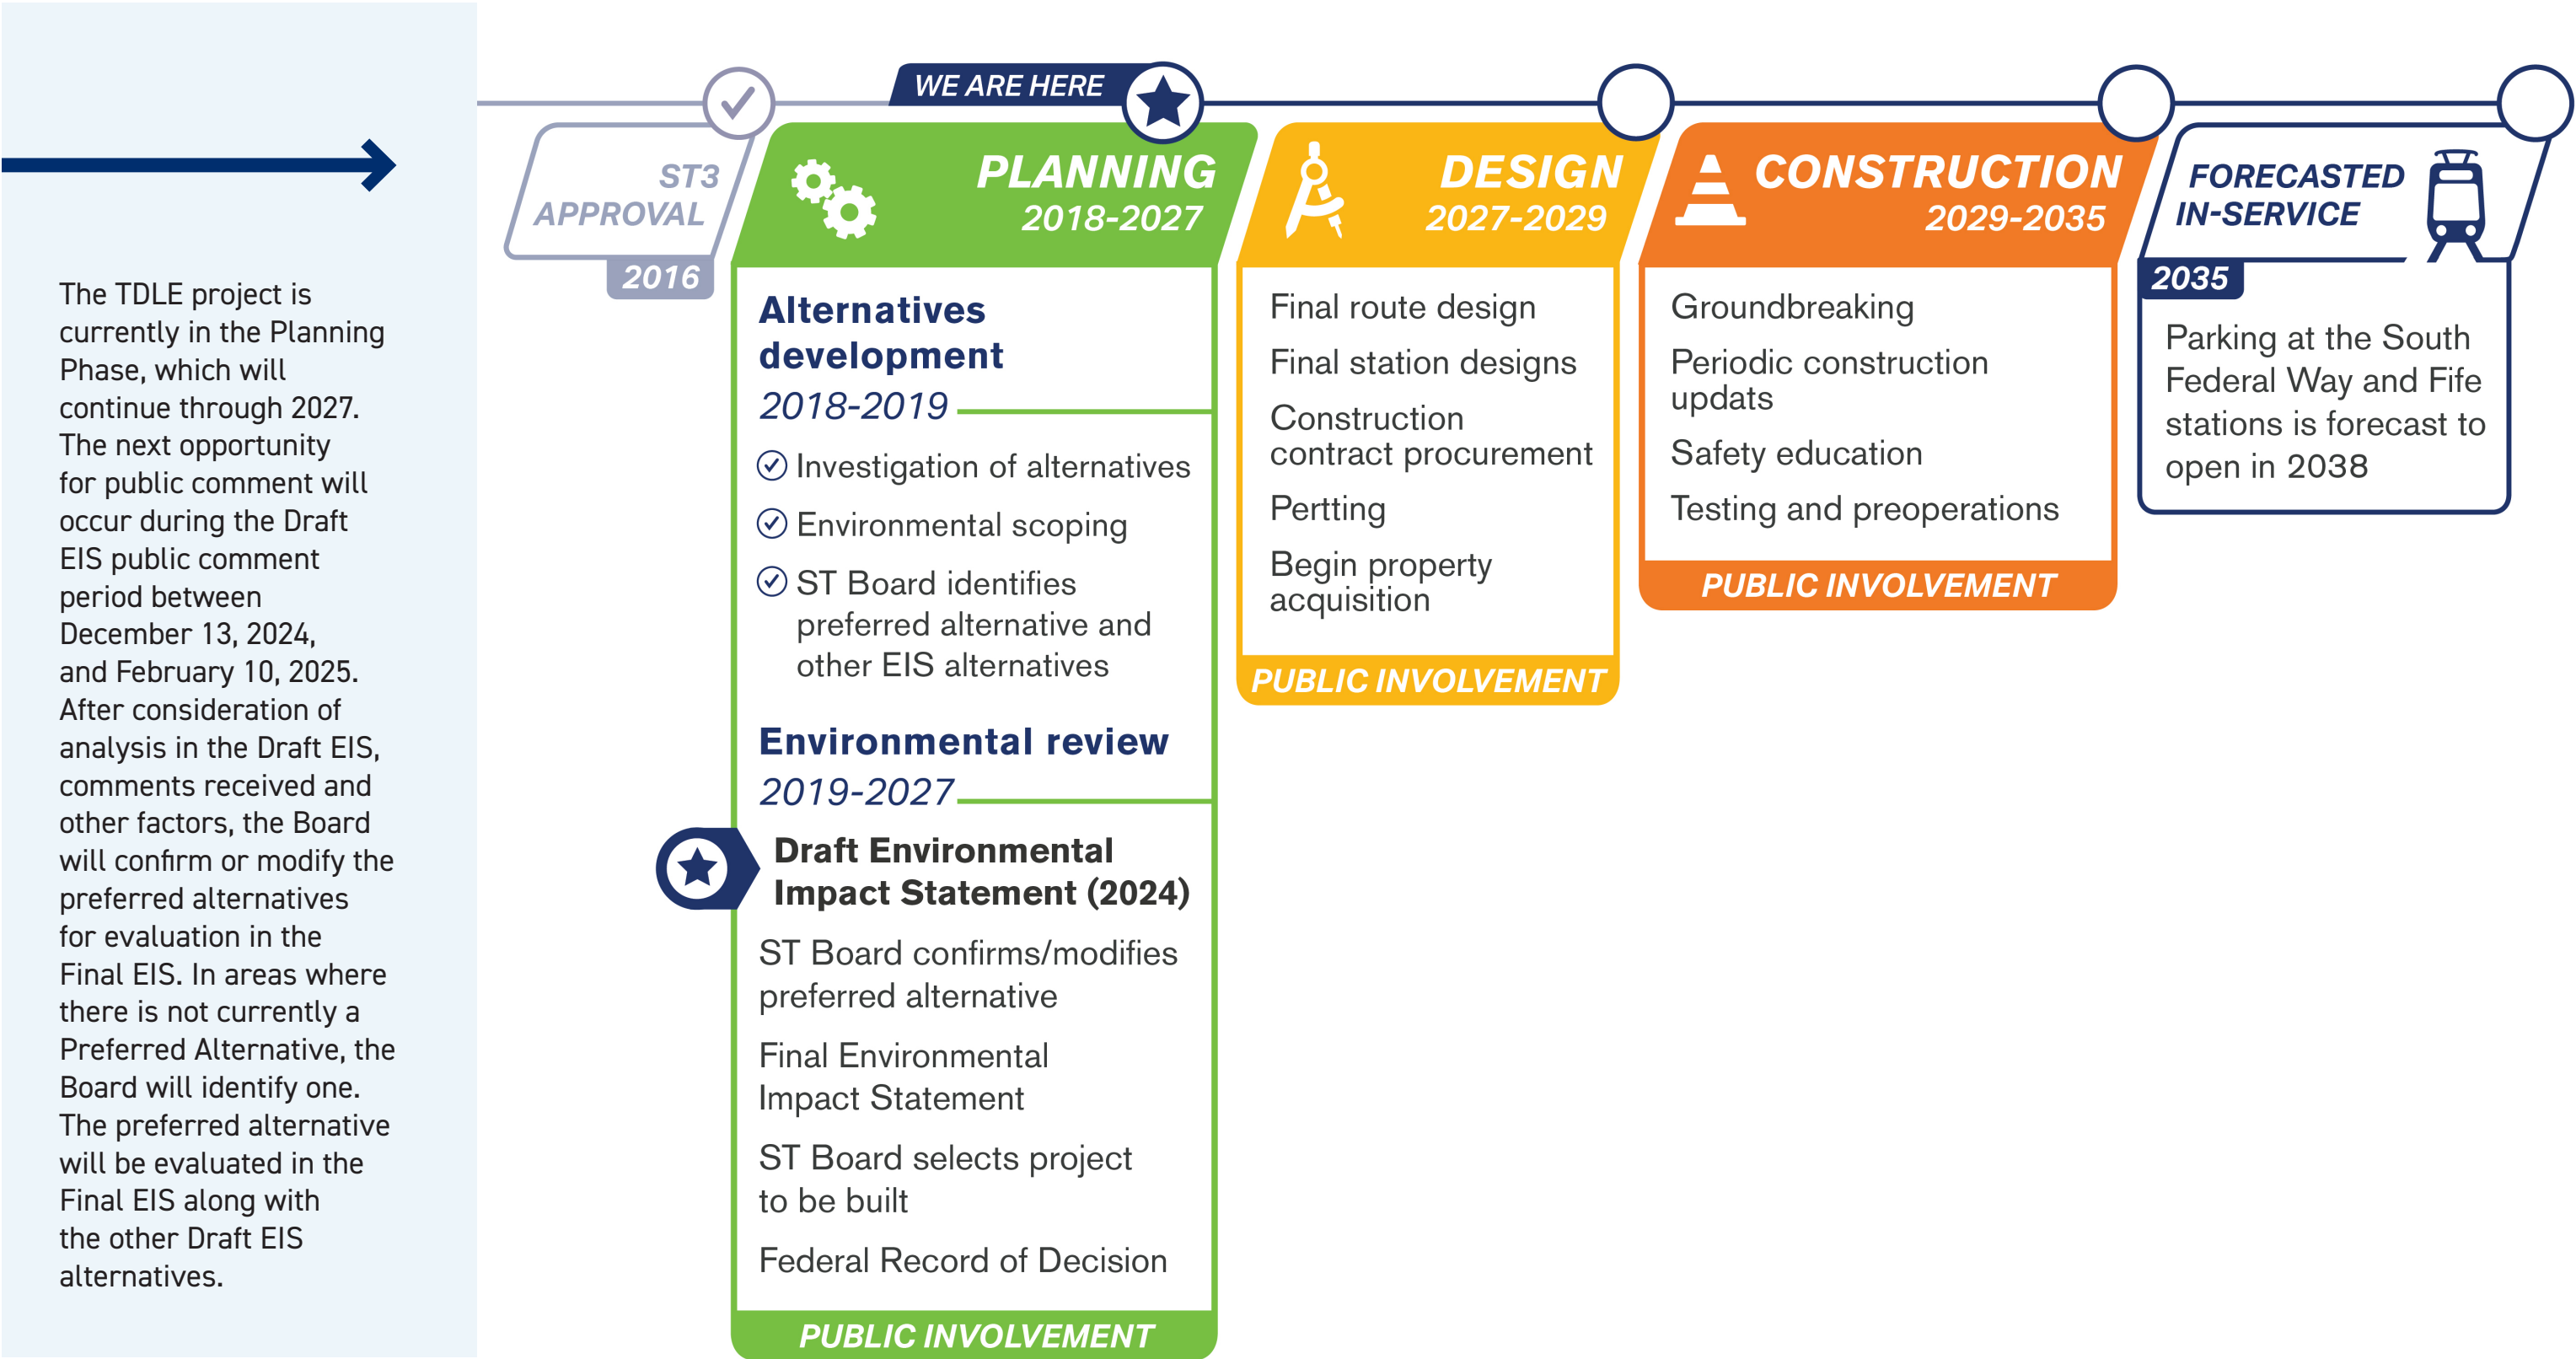 The TDLE project is
currently in the Planning
Phase, which will
continue through 2027.
The next opportunity
for public comment will
occur during the Draft
EIS public comment
period between
December 13, 2024,
and February 10, 2025.
After consideration of
analysis in the Draft EIS,
comments received and
other factors, the Board
will confirm or modify the
preferred alternatives
for evaluation in the
Final EIS. In areas where
there is not currently a
Preferred Alternative, the
Board will identify one.
The preferred alternative
will be evaluated in the
Final EIS along with
the other Draft EIS
alternatives.
WE ARE HERE
ST3
APPROVAL
2016
PLANNING
2018-2027
Alternatives
development
2018-2019
Investigation of alternatives
Environmental scoping
ST Board identifies
preferred alternative and
other EIS alternatives
Environmental review
2019-2027
Draft Environmental
Impact Statement (2024)
ST Board confirms/modifies
preferred alternative
Final Environmental
Impact Statement
ST Board selects project
to be built
Federal Record of Decision
PUBLIC INVOLVEMENT
DESIGN
2027-2029
Final route design
Final station designs
Construction
contract procurement
Pertting
Begin property
acquisition
PUBLIC INVOLVEMENT
CONSTRUCTION
2029-2035
Groundbreaking
Periodic construction
updats
Safety education
Testing and preoperations
PUBLIC INVOLVEMENT
FORECASTED
IN-SERVICE
2035
Parking at the South
Federal Way and Fife
stations is forecast to
open in 2038